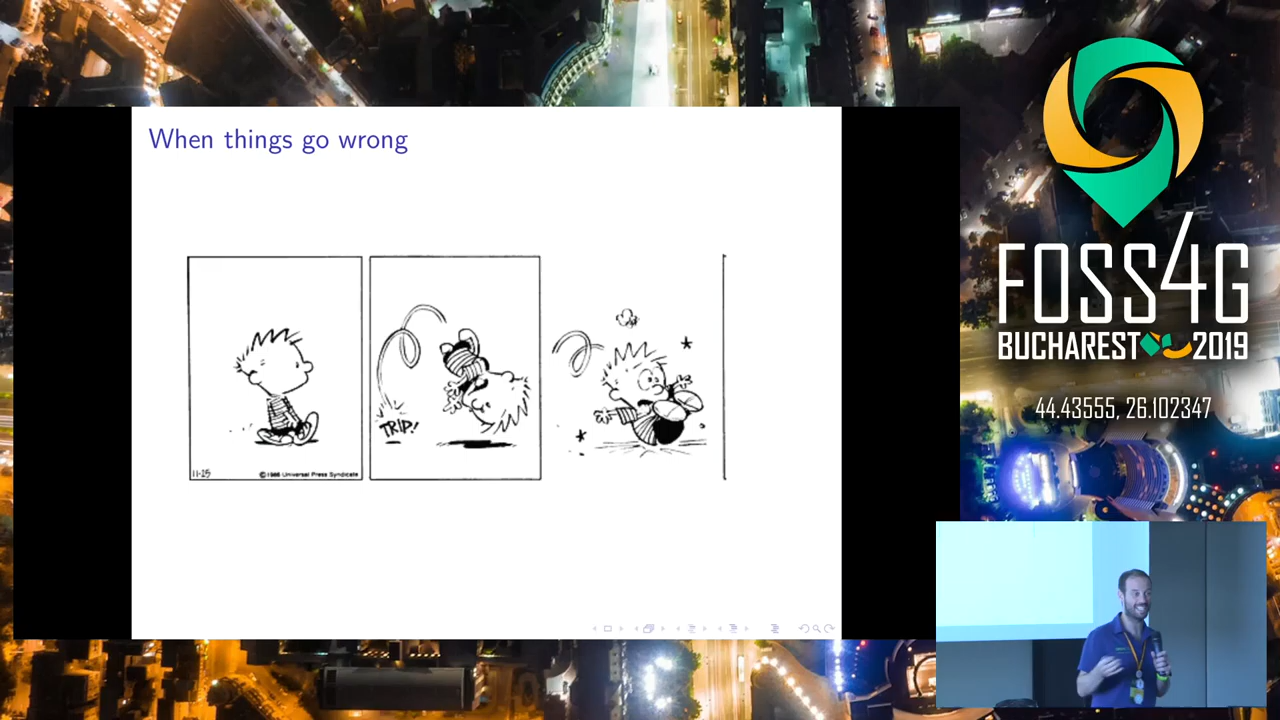 When things go wrong
TRIP!
11-25
©1986 Universal Press Syndicate
FOSS4G
BUCHAREST 2019
44.43555, 26.102347